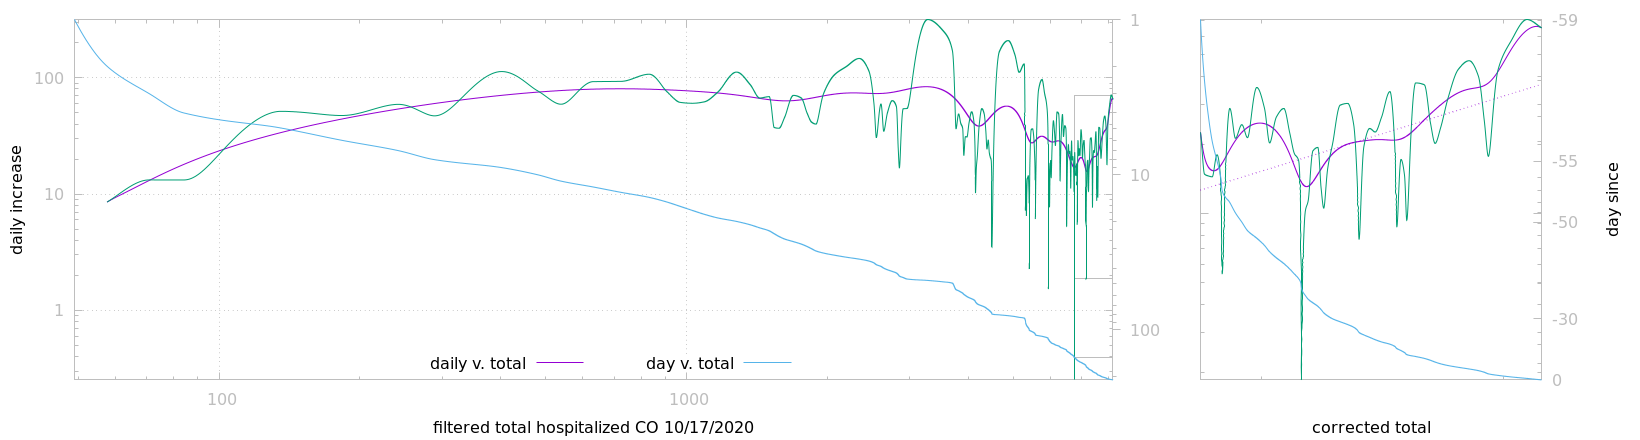 1
-59
100
daily increase
10
10
-55
-50
day since
1
100
-30
daily v. total
day v. total
0
100
1000
filtered total hospitalized CO 10/17/2020
corrected total